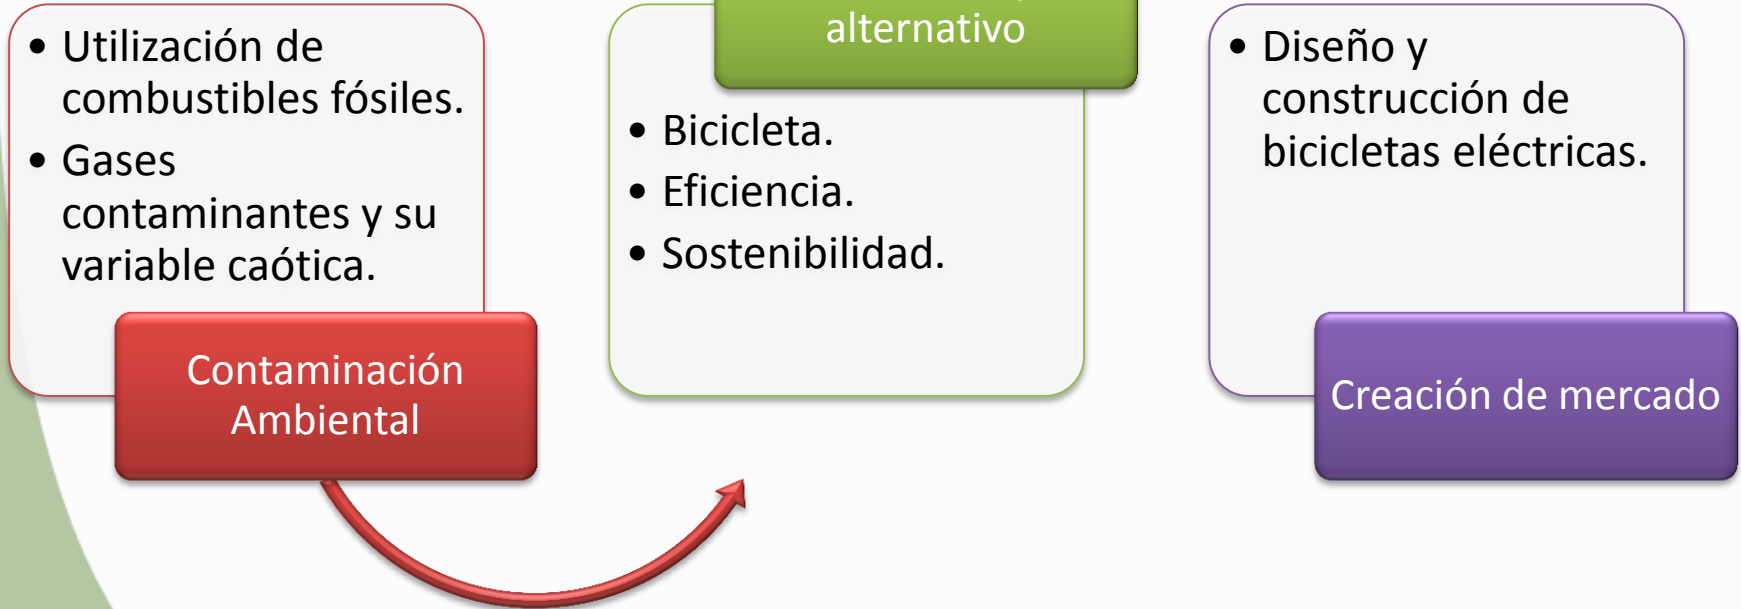 • Utilización de
combustibles fósiles.
• Gases
contaminantes y su
variable caótica.
Contaminación
Ambiental
alternativo
• Bicicleta.
• Eficiencia.
• Sostenibilidad.
• Diseño y
construcción de
bicicletas eléctricas.
Creación de mercado